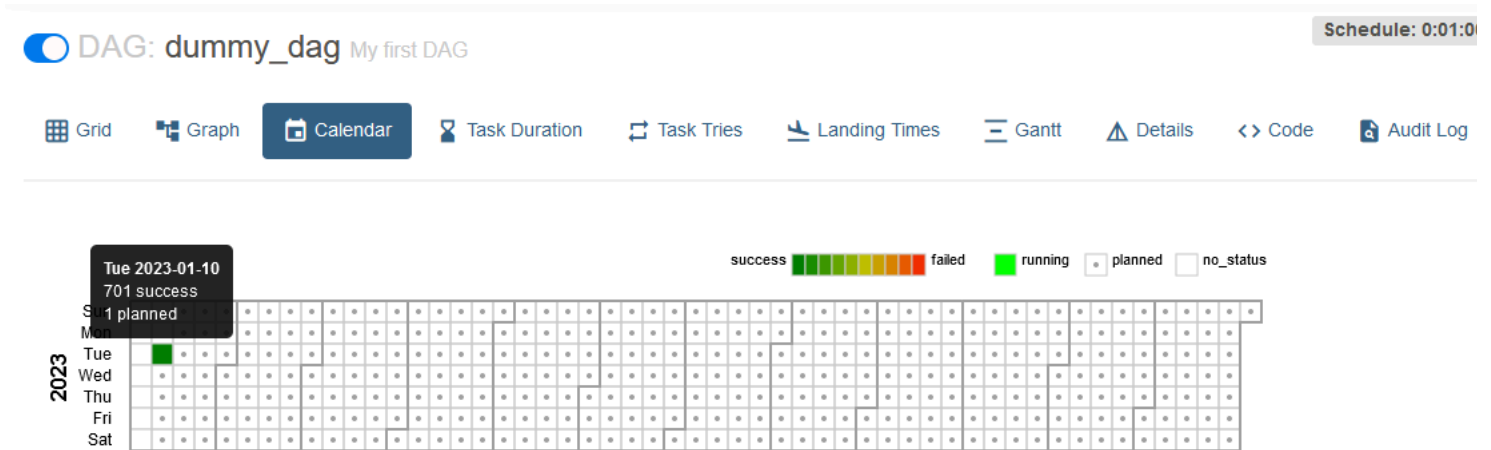 Schedule: 0:01:00
DAG: dummy_dag My first DAG
Grid Graph Calendar Task Duration Task Tries Landing Times Gantt Details <> Code Audit Log
success failed running planned no_status
Tue 2023-01-10
701 success
1 planned
2023
Sun
Mon
Tue
Wed
Thu
Fri
Sat